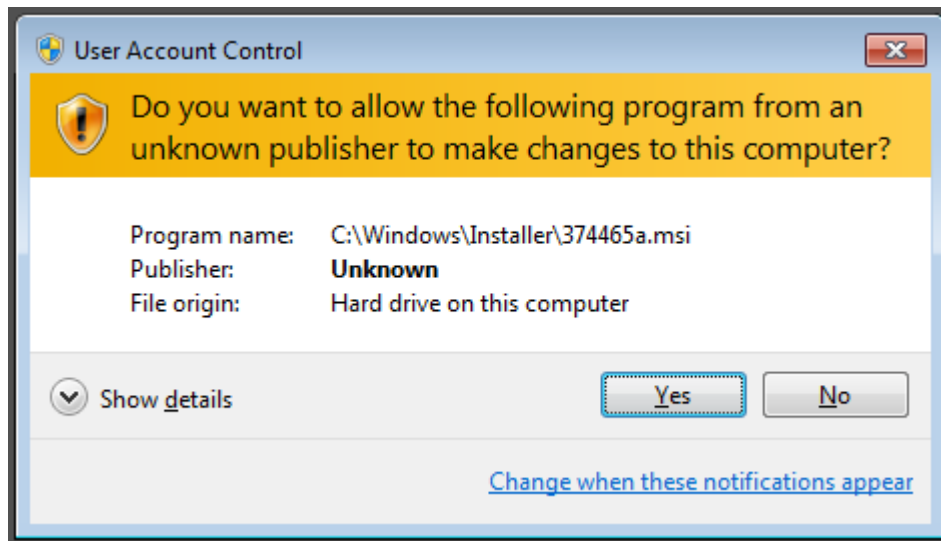 User Account Control
Do you want to allow the following program from an
unknown publisher to make changes to this computer?
Program name: C:\Windows\Installer\374465a.msi
Publisher: Unknown
File origin: Hard drive on this computer
Show details
Yes
No
Change when these notifications appear